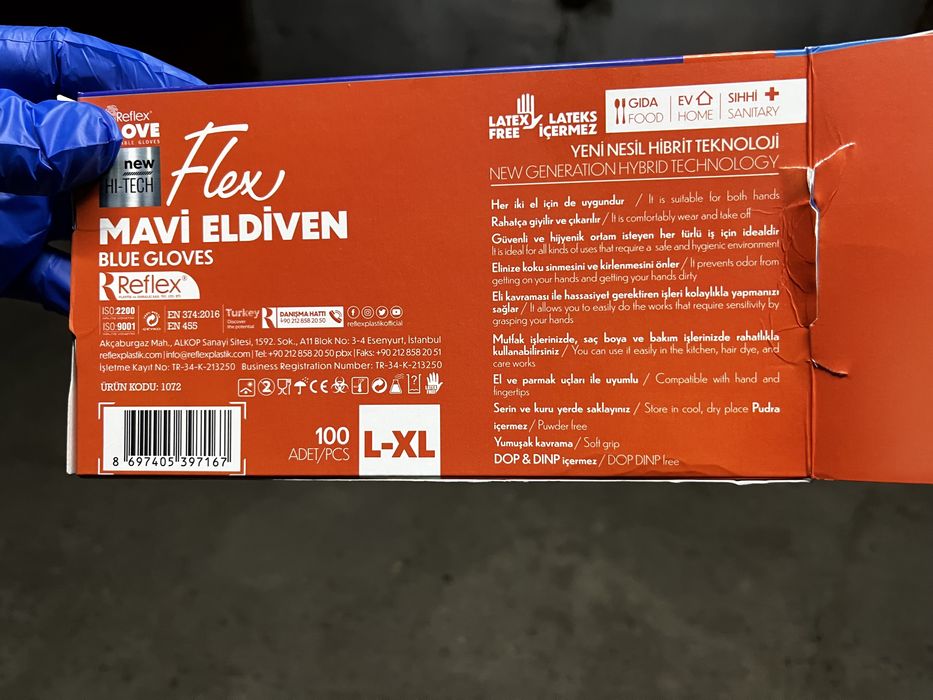 Reflex®
new
HI-TECH
Flex
MAVİ ELDİVEN
BLUE GLOVES
Reflex®
ISO 2200
ISO 9001
EN 374:2016
EN 455
Turkey
Discover
the potential
DANIŞMA HATTI
+90 212 858 20 50
reflexplastikofficial
Akçaburgaz Mah., ALKOP Sanayi Sitesi, 1592. Sok., A11 Blok No: 3-4 Esenyurt, İstanbul
reflexplastik.com | info@reflexplastik.com | Tel: +90 212 858 20 50 pbx | Faks: +90 212 858 20 51
İşletme Kayıt No: TR-34-K-213250 Business Registration Number: TR-34-K-213250
ÜRÜN KODU: 1072
8 697405 397167
100
ADET/PCS
L-XL
LATEX
FREE
LATEKS
İÇERMEZ
GIDA
FOOD
EV
HOME
SIHHİ
SANITARY
YENİ NESİL HİBRİT TEKNOLOJİ
NEW GENERATION HYBRID TECHNOLOGY
Her iki el için de uygundur / It is suitable for both hands
Rahatça giyilir ve çıkarılır / It is comfortably wear and take off
Güvenli ve hijyenik ortam isteyen her türlü iş için idealdir
It is ideal for all kinds of uses that require a safe and hygienic environment
Elinize koku sinmesini ve kirlenmesini önler / It prevents odor from
getting on your hands and getting your hands dirty
Eli kavraması ile hassasiyet gerektiren işleri kolaylıkla yapmanızı
sağlar / It allows you to easily do the works that require sensitivity by
grasping your hands
Mutfak işlerinizde, saç boya ve bakım işlerinizde rahatlıkla
kullanabilirsiniz / You can use it easily in the kitchen, hair dye, and
care works
El ve parmak uçları ile uyumlu / Compatible with hand and
fingertips
Serin ve kuru yerde saklayınız / Store in cool, dry place Pudra
içermez / Puwder free
Yumuşak kavrama / Soft grip
DOP & DINP içermez / DOP DINP free